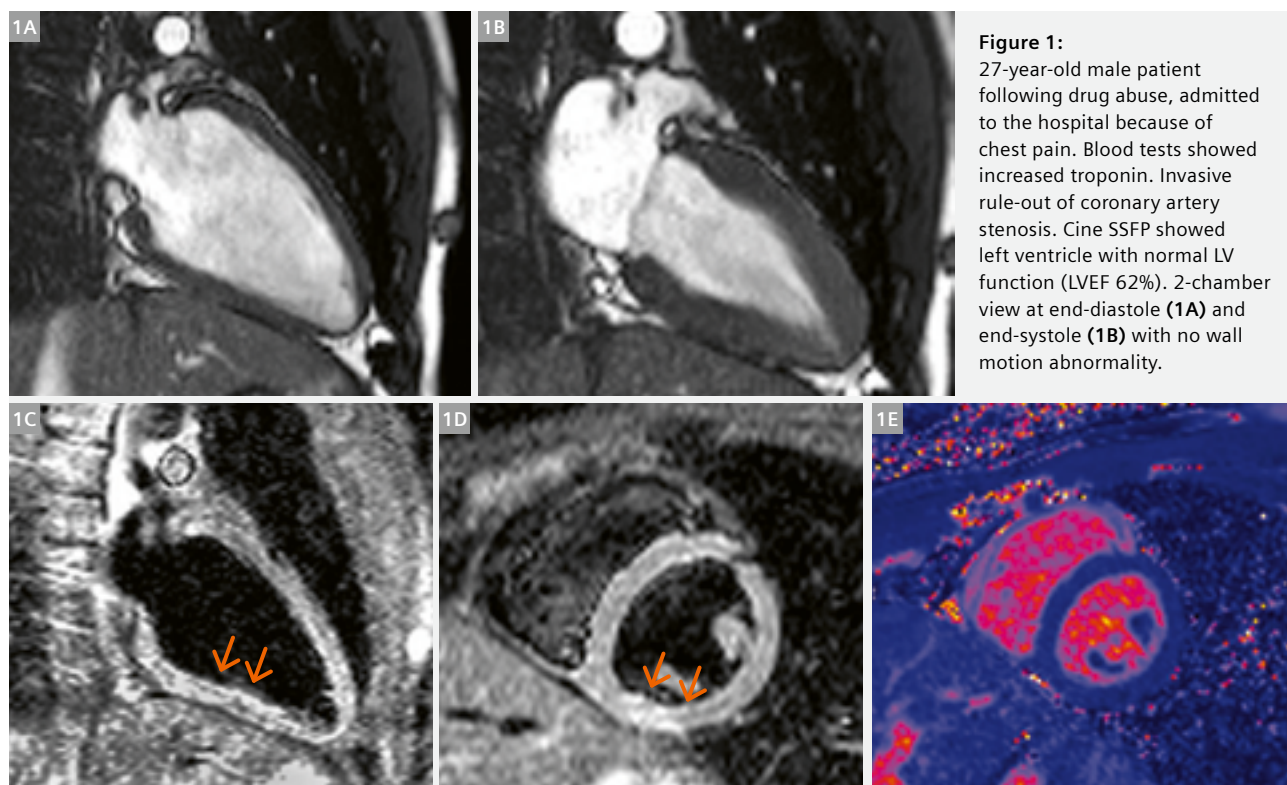 1A
1B
Figure 1:
27-year-old male patient
following drug abuse, admitted
to the hospital because of
chest pain. Blood tests showed
increased troponin. Invasive
rule-out of coronary artery
stenosis. Cine SSFP showed
left ventricle with normal LV
function (LVEF 62%). 2-chamber
view at end-diastole (1A) and
end-systole (1B) with no wall
motion abnormality.
1C
1D
1E